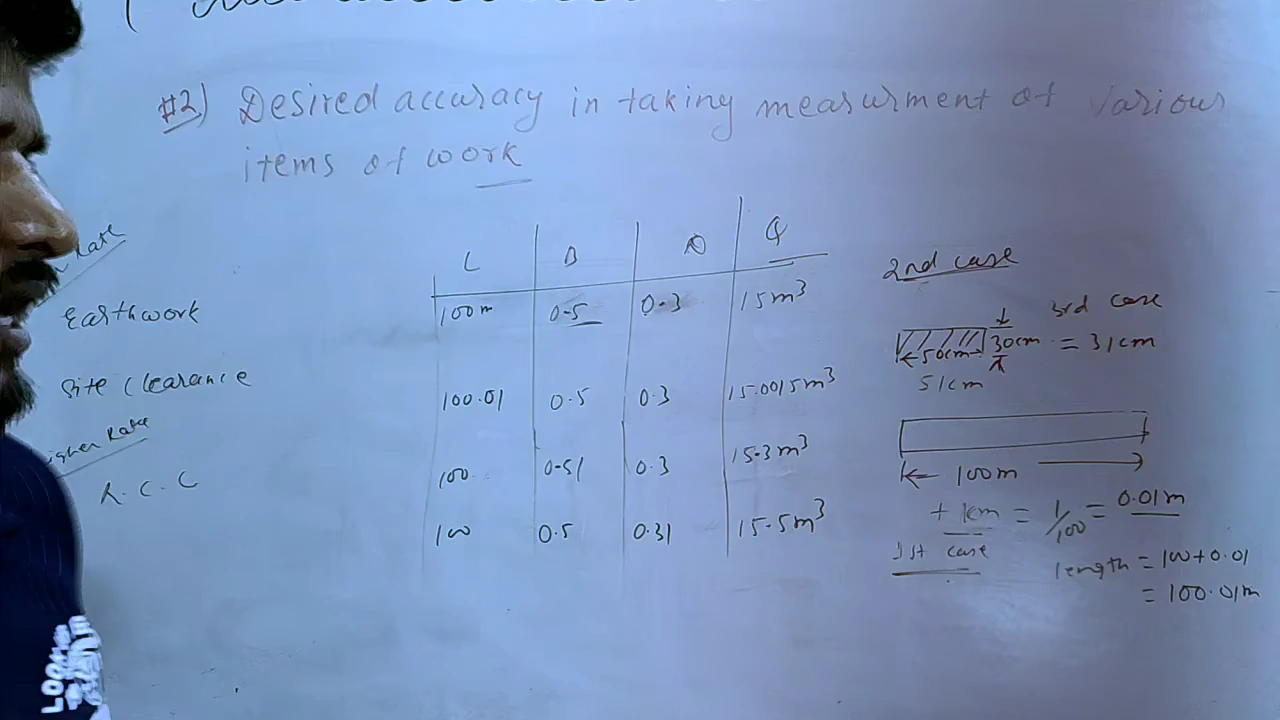 #2) Desired accuracy in taking measurment of various
items of work
Rate
Earthwork
Site Clearance
Higher Rate
R.C.C
L B D Q
100m 0.5 0.3 15m³
100.01 0.5 0.3 15.0015m³
100 0.51 0.3 15.3m³
100 0.5 0.31 15.5m³
2nd case
3rd case
50cm 30cm = 31cm
51cm
100m
+ 1cm = 1/100 = 0.01m
1st case
length = 100+0.01
= 100.01m